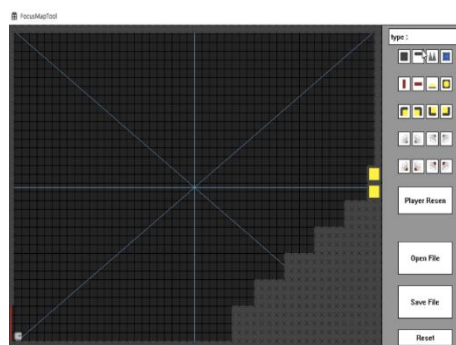 FocusMapTool
type :
Player Resen
Open File
Save File
Reset